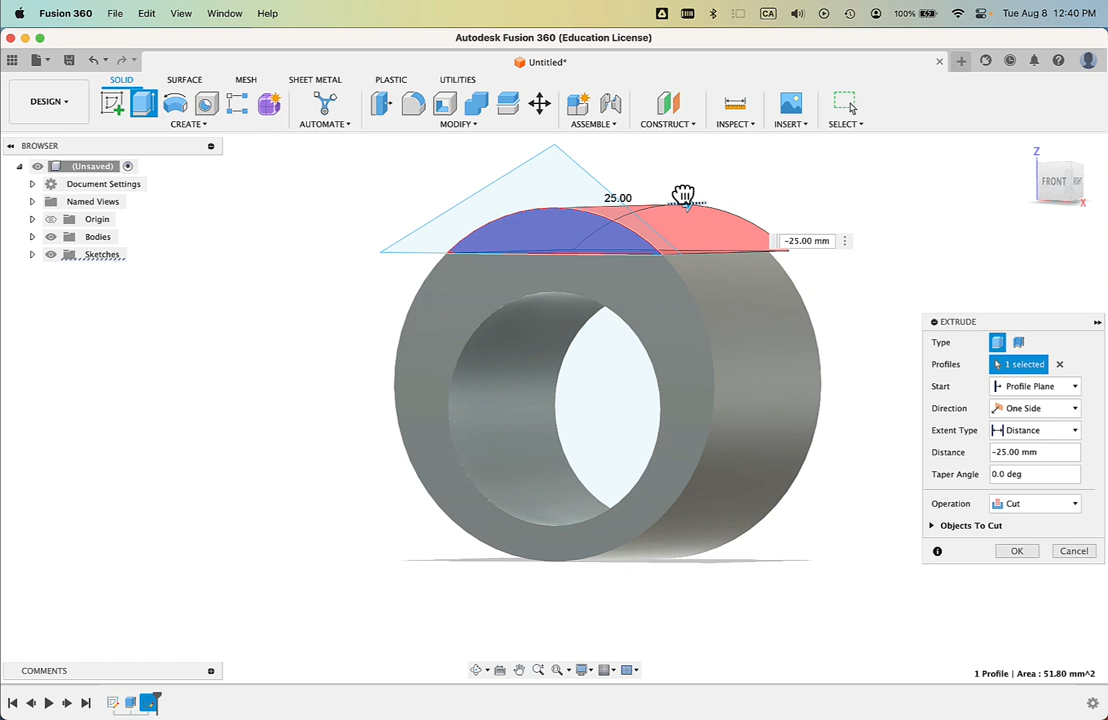 Fusion 360 File Edit View Window Help CA 100% Tue Aug 8 12:40 PM
Autodesk Fusion 360 (Education License)
Untitled*
SOLID SURFACE MESH SHEET METAL PLASTIC UTILITIES
DESIGN
CREATE AUTOMATE MODIFY ASSEMBLE CONSTRUCT INSPECT INSERT SELECT
BROWSER
(Unsaved)
Document Settings
Named Views
Origin
Bodies
Sketches
25.00
-25.00 mm
Z
FRONT
X
EXTRUDE
Type
Profiles 1 selected
Start Profile Plane
Direction One Side
Extent Type Distance
Distance -25.00 mm
Taper Angle 0.0 deg
Operation Cut
Objects To Cut
OK Cancel
COMMENTS
1 Profile | Area : 51.80 mm^2